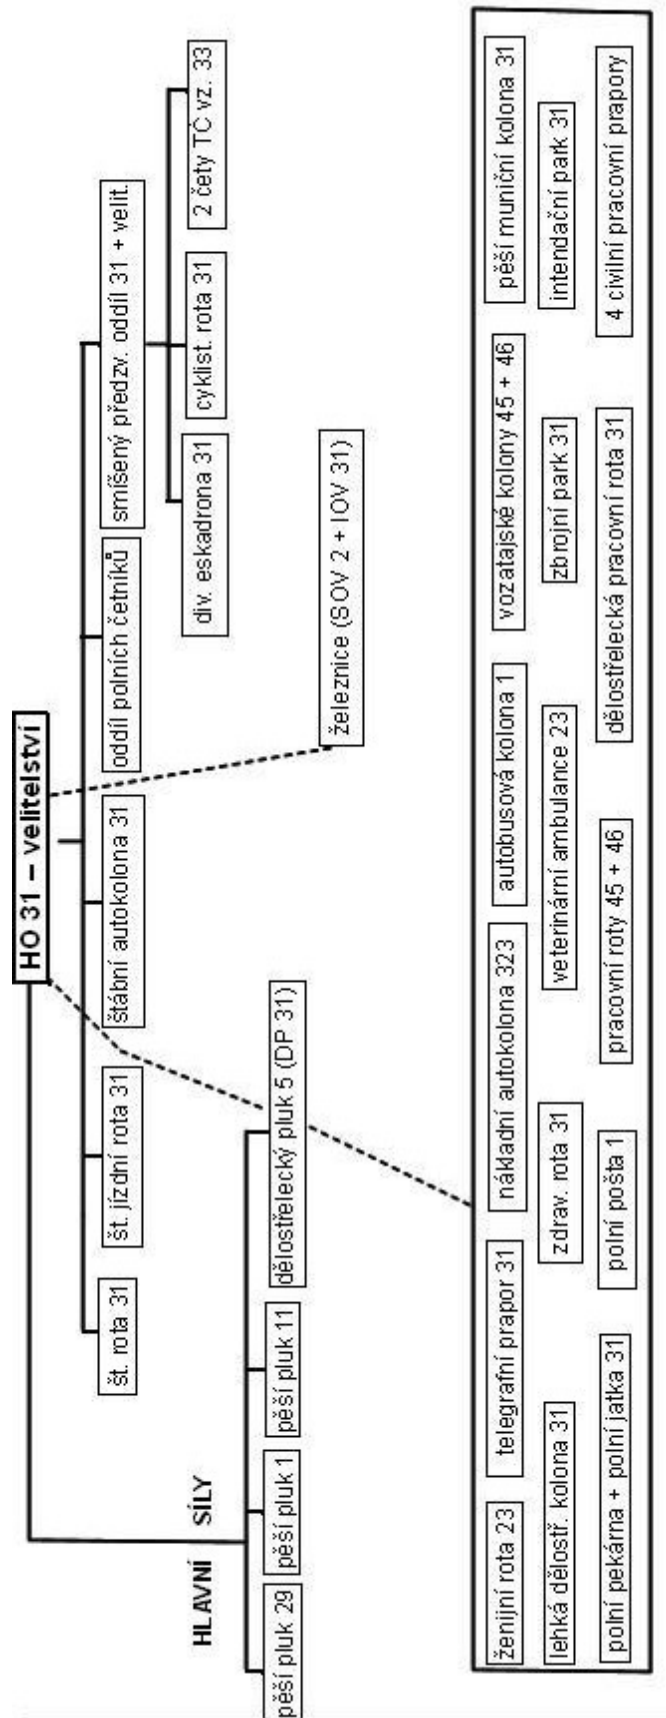 HO 31 – velitelství
št. rota 31
št. jízdní rota 31
štábní autokolona 31
oddíl polních četníků
smíšený předzv. oddíl 31 + velit.
div. eskadrona 31
cyklist. rota 31
2 čety TČ vz. 33
HLAVNÍ SÍLY
pěší pluk 29
pěší pluk 1
pěší pluk 11
dělostřelecký pluk 5 (DP 31)
železnice (SOV 2 + IOV 31)
ženijní rota 23
telegrafní prapor 31
nákladní autokolona 323
autobusová kolona 1
vozatajské kolony 45 + 46
pěší muniční kolona 31
lehká dělostř. kolona 31
zdrav. rota 31
veterinární ambulance 23
zbrojní park 31
intendační park 31
polní pekárna + polní jatka 31
polní pošta 1
pracovní roty 45 + 46
dělostřelecká pracovní rota 31
4 civilní pracovní prapory